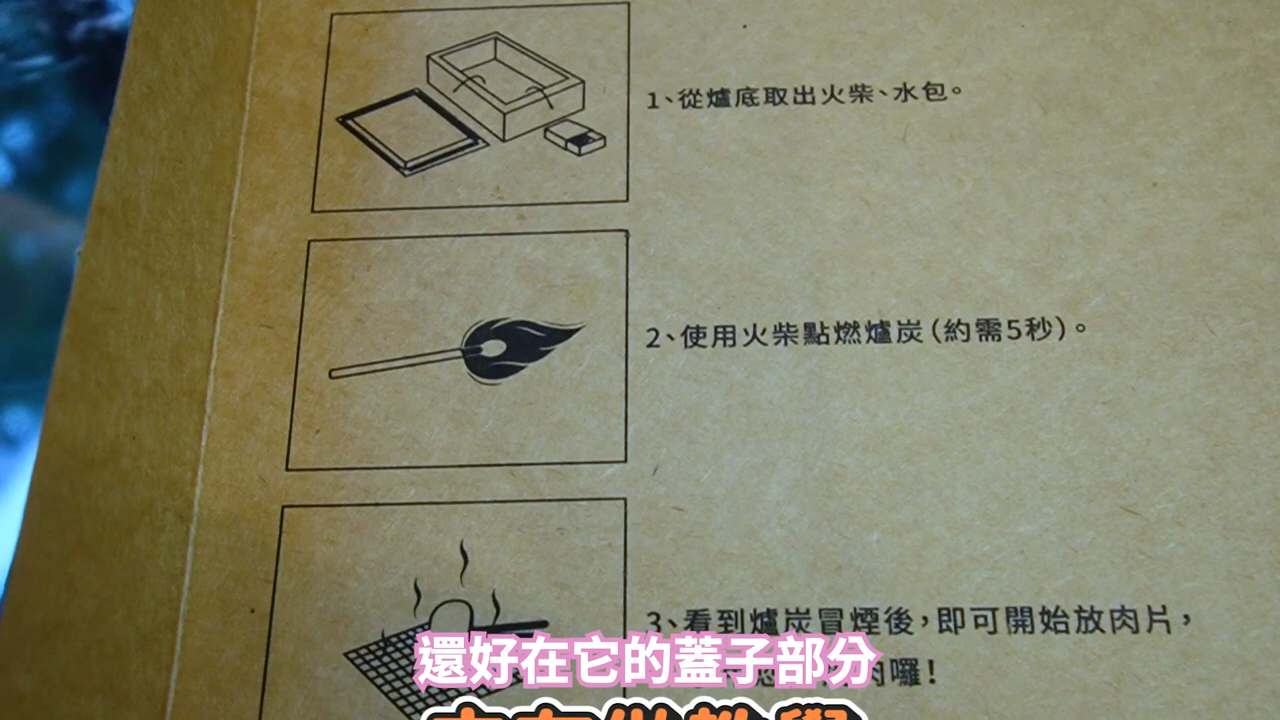 1、從爐底取出火柴、水包。
2、使用火柴點燃爐炭(約需5秒)。
3、看到爐炭冒煙後,即可開始放肉片,
還好在它的蓋子部分
囉!